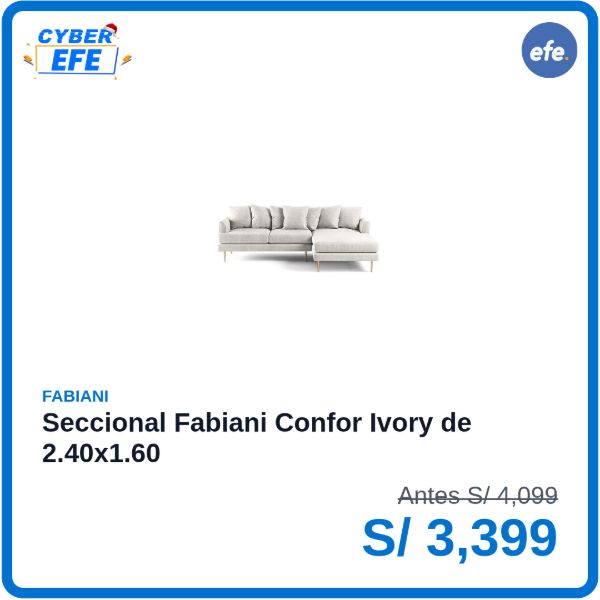 CYBER
EFE
efe.
FABIANI
Seccional Fabiani Confor Ivory de
2.40x1.60
Antes S/ 4,099
S/ 3,399